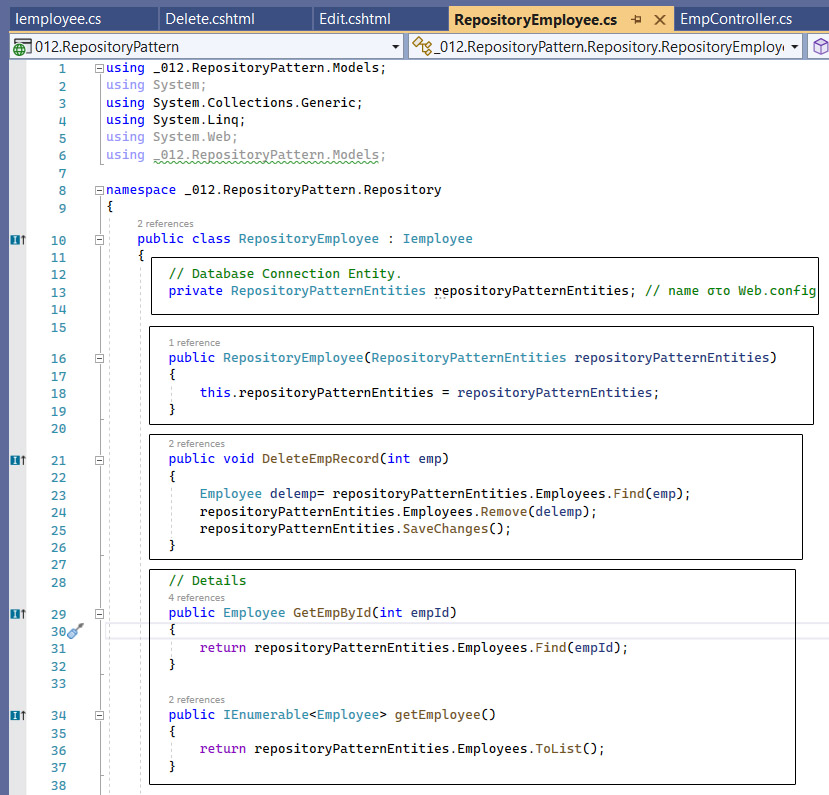 Iemployee.cs Delete.cshtml Edit.cshtml RepositoryEmployee.cs EmpController.cs
012.RepositoryPattern _012.RepositoryPattern.Repository.RepositoryEmploy
1 using _012.RepositoryPattern.Models;
2 using System;
3 using System.Collections.Generic;
4 using System.Linq;
5 using System.Web;
6 using _012.RepositoryPattern.Models;
7
8 namespace _012.RepositoryPattern.Repository
9 {
2 references
10 public class RepositoryEmployee : Iemployee
11 {
12 // Database Connection Entity.
13 private RepositoryPatternEntities repositoryPatternEntities; // name στο Web.config
14
15
1 reference
16 public RepositoryEmployee(RepositoryPatternEntities repositoryPatternEntities)
17 {
18 this.repositoryPatternEntities = repositoryPatternEntities;
19 }
20
2 references
21 public void DeleteEmpRecord(int emp)
22 {
23 Employee delemp= repositoryPatternEntities.Employees.Find(emp);
24 repositoryPatternEntities.Employees.Remove(delemp);
25 repositoryPatternEntities.SaveChanges();
26 }
27
28 // Details
4 references
29 public Employee GetEmpById(int empId)
30 {
31 return repositoryPatternEntities.Employees.Find(empId);
32 }
33
2 references
34 public IEnumerable<Employee> getEmployee()
35 {
36 return repositoryPatternEntities.Employees.ToList();
37 }
38